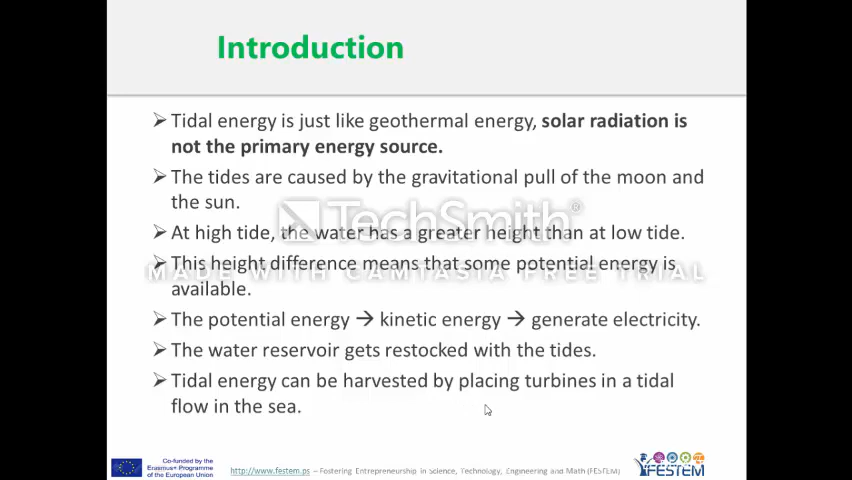 Introduction
➢ Tidal energy is just like geothermal energy, solar radiation is
not the primary energy source.
➢ The tides are caused by the gravitational pull of the moon and
the sun.
TechSmith®
➢ At high tide, the water has a greater height than at low tide.
➢ This height difference means that some potential energy is
MADE WITH CAMTASIA FREE TRIAL
available.
➢ The potential energy → kinetic energy → generate electricity.
➢ The water reservoir gets restocked with the tides.
➢ Tidal energy can be harvested by placing turbines in a tidal
flow in the sea.
Co-funded by the
Erasmus+ Programme
of the European Union
http://www.festem.ps – Fostering Entrepreneurship in Science, Technology, Engineering and Math (FESTEM)
FESTEM